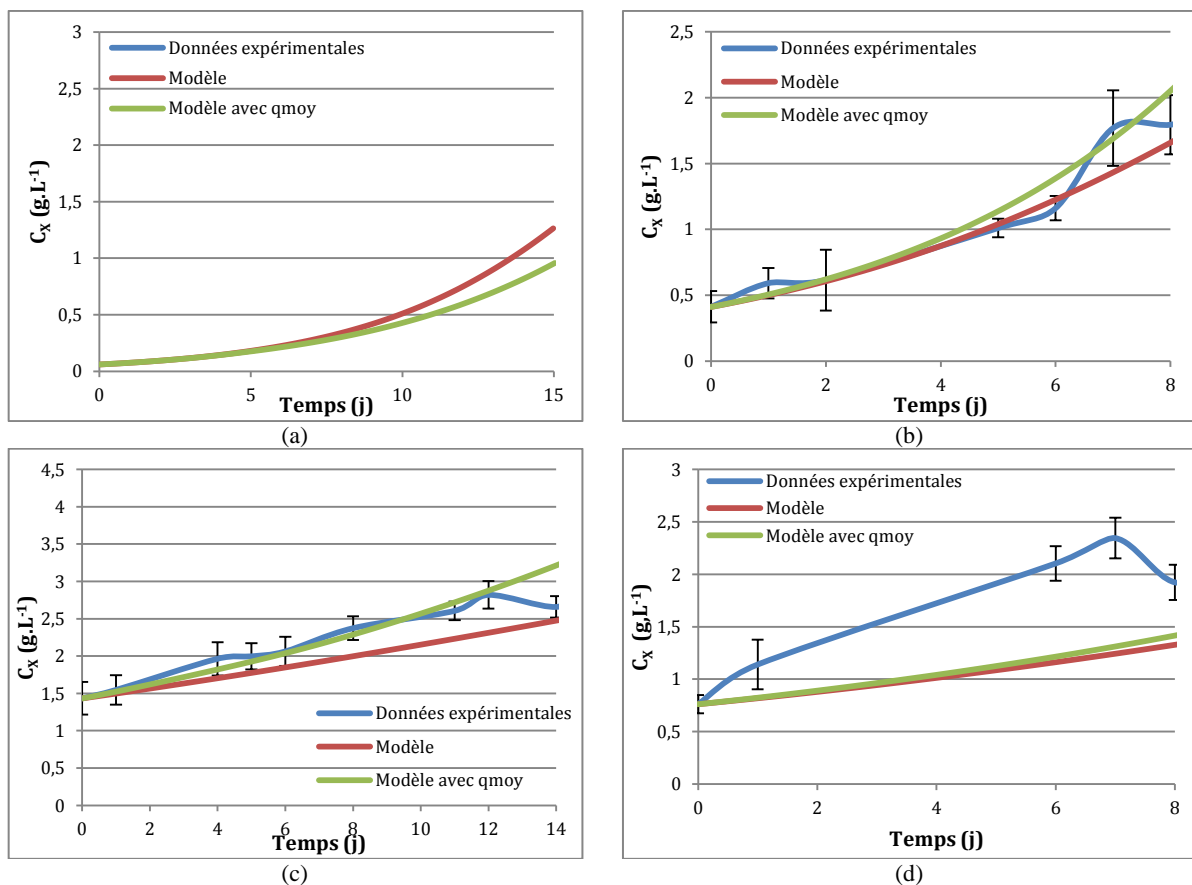 3
2,5
2
1,5
1
0,5
0
C_X (g.L⁻¹)
Données expérimentales
Modèle
Modèle avec qmoy
0 5 10 15
Temps (j)
(a)
2,5
2
1,5
1
0,5
0
C_X (g.L⁻¹)
Données expérimentales
Modèle
Modèle avec qmoy
0 2 4 6 8
Temps (j)
(b)
4,5
4
3,5
3
2,5
2
1,5
1
0,5
0
C_X (g.L⁻¹)
Données expérimentales
Modèle
Modèle avec qmoy
0 2 4 6 8 10 12 14
Temps (j)
(c)
3
2,5
2
1,5
1
0,5
0
C_X (g,L⁻¹)
Données expérimentales
Modèle
Modèle avec qmoy
0 2 4 6 8
Temps (j)
(d)